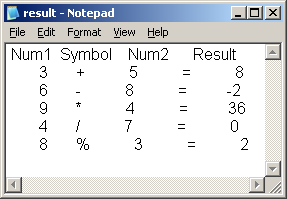 result - Notepad
File Edit Format View Help
Num1 Symbol Num2 Result
3 + 5 = 8
6 - 8 = -2
9 * 4 = 36
4 / 7 = 0
8 % 3 = 2